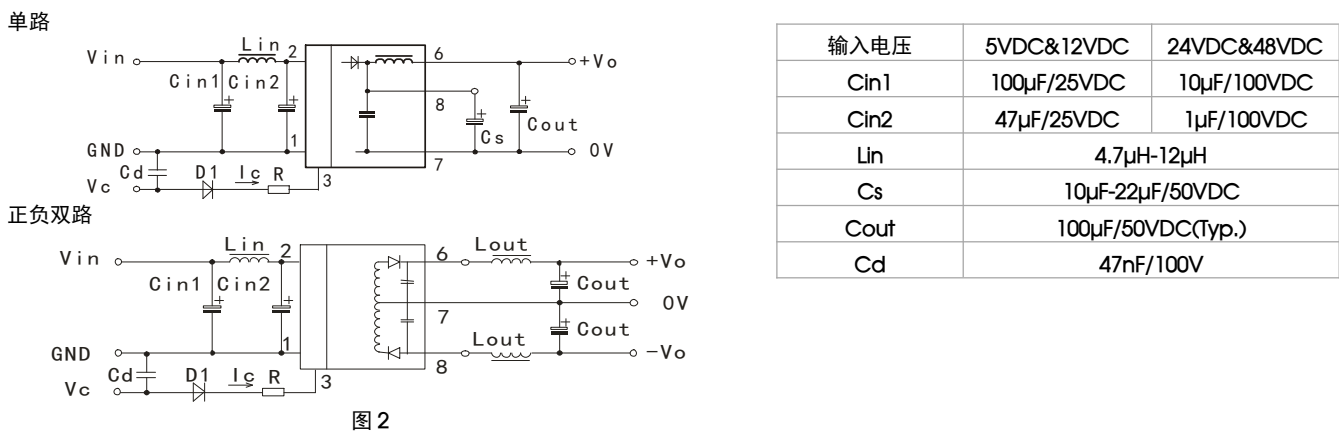 单路
Vin
Lin
2
6
+Vo
Cin1
Cin2
+
+
8
+
Cs
+
Cout
GND
1
7
0V
Cd
D1
Ic
R
3
Vc
正负双路
Vin
Lin
2
6
Lout
+Vo
Cin1
Cin2
+
+
+
Cout
7
0V
+
Cout
GND
1
Lout
8
-Vo
Cd
D1
Ic
R
3
Vc
图 2
输入电压 5VDC&12VDC 24VDC&48VDC
Cin1 100μF/25VDC 10μF/100VDC
Cin2 47μF/25VDC 1μF/100VDC
Lin 4.7μH-12μH
Cs 10μF-22μF/50VDC
Cout 100μF/50VDC(Typ.)
Cd 47nF/100V